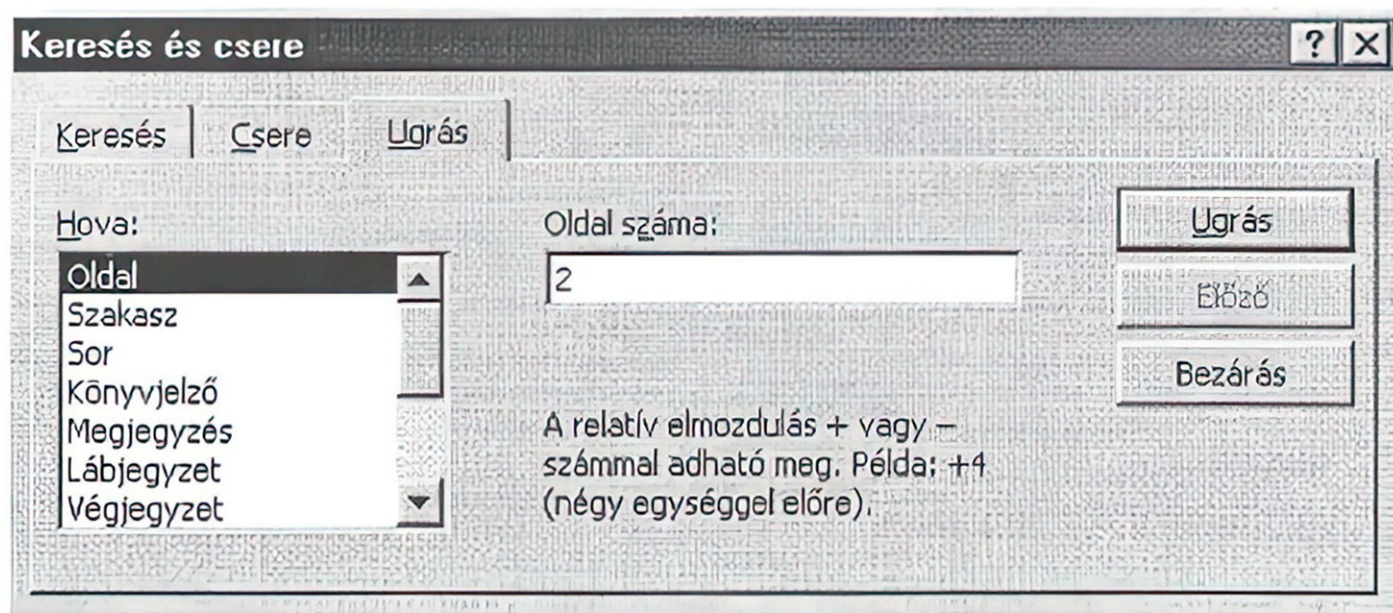 Keresés és csere
Keresés Csere Ugrás
Hova:
Oldal
Szakasz
Sor
Könyvjelző
Megjegyzés
Lábjegyzet
Végjegyzet
Oldal száma:
2
A relatív elmozdulás + vagy –
számmal adható meg. Példa: +4
(négy egységgel előre).
Ugrás
Előző
Bezárás